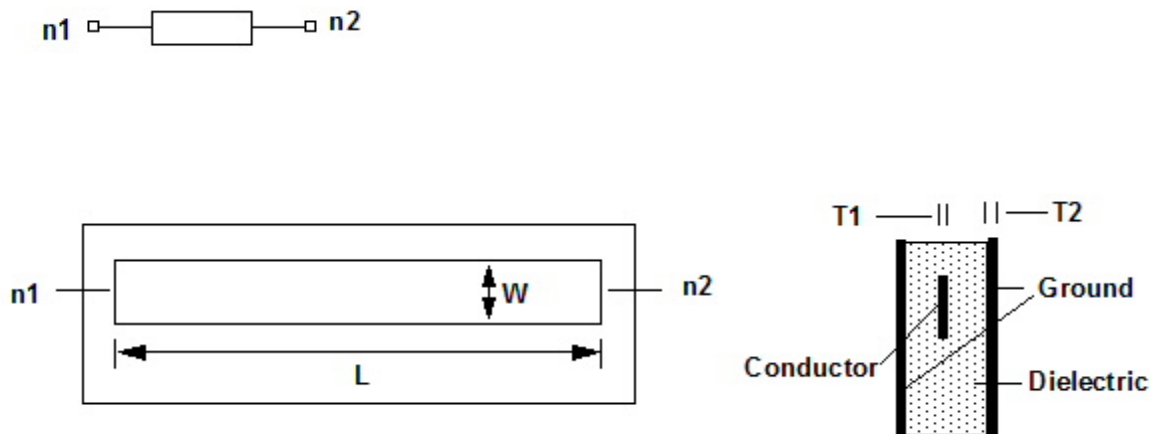 n1
n2
T1
T2
n1
W
n2
L
Ground
Conductor
Dielectric